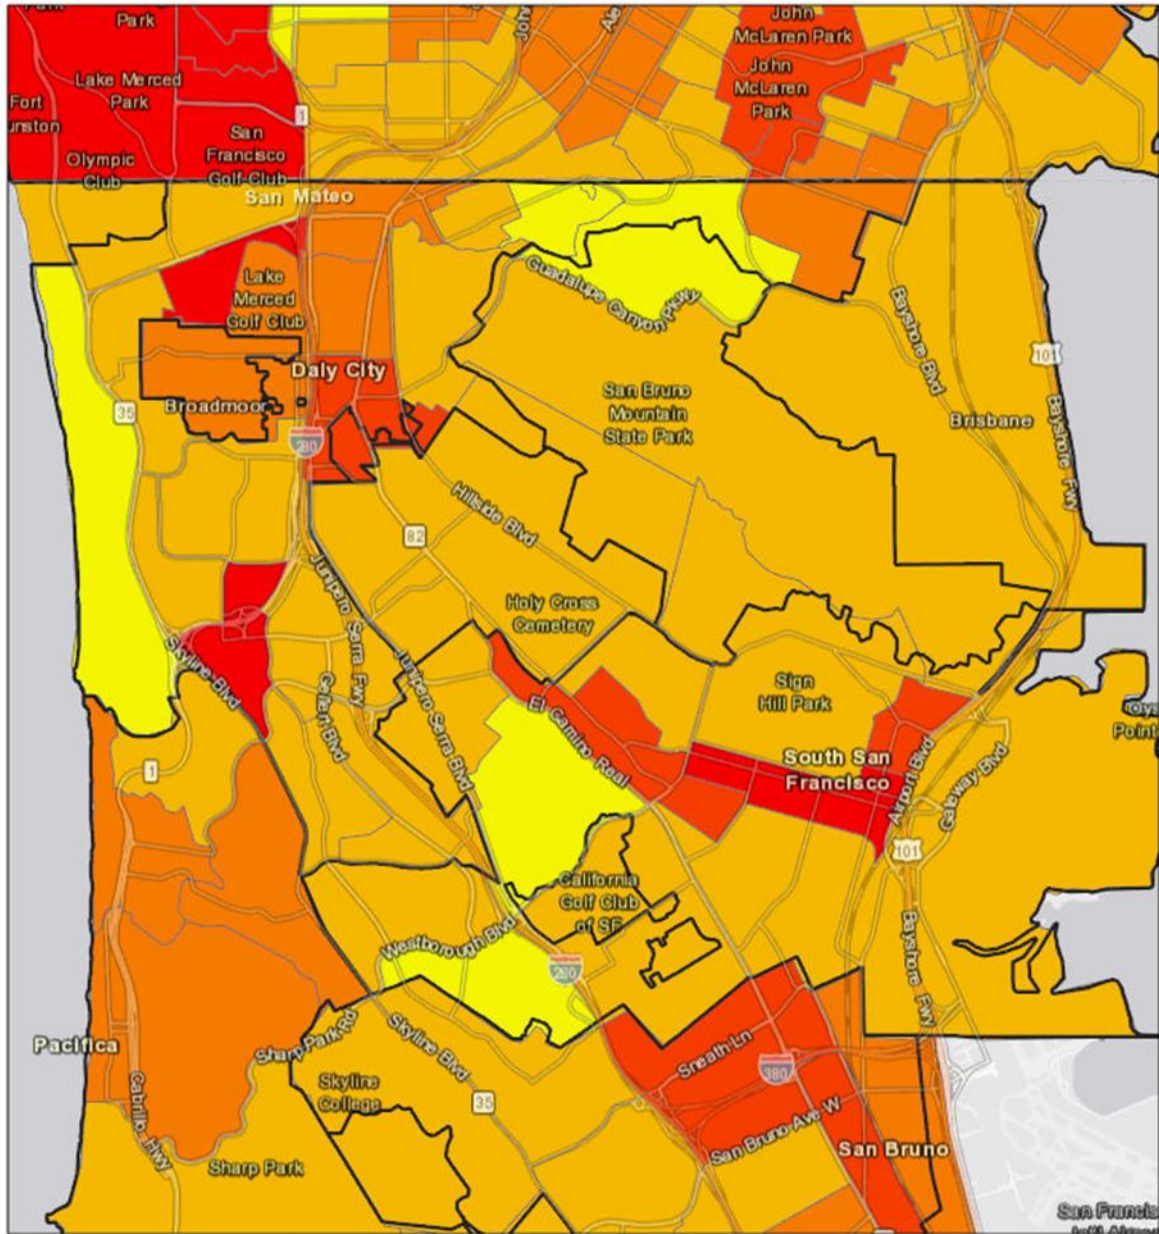 Park
John
McLaren Park
Lake Merced
Park
John
McLaren
Park
Fort
1
San
Francisco
Golf Club
Olympic
Club
San Mateo
Lake
Merced
Golf Club
Guadalupe Canyon Pkwy
Bayshore Blvd
101
Daly City
San Bruno
Mountain
State Park
Broadmoor
35
Brisbane
Bayshore Fwy
280
Hillside Blvd
82
Junipero Serra Fwy
Holy Cross
Cemetery
Skyline Blvd
Junipero Serra Blvd
Gellert Blvd
Sign
Hill Park
El Camino Real
Point
1
South San
Francisco
Airport Blvd
Gateway Blvd
101
California
Golf Club
of SF
Westborough Blvd
Bayshore Fwy
280
Pacifica
Sharp Park Rd
Skyline Blvd
Sneath Ln
380
Skyline
College
Cabrillo Hwy
35
San Bruno Ave W
San Bruno
Sharp Park
San